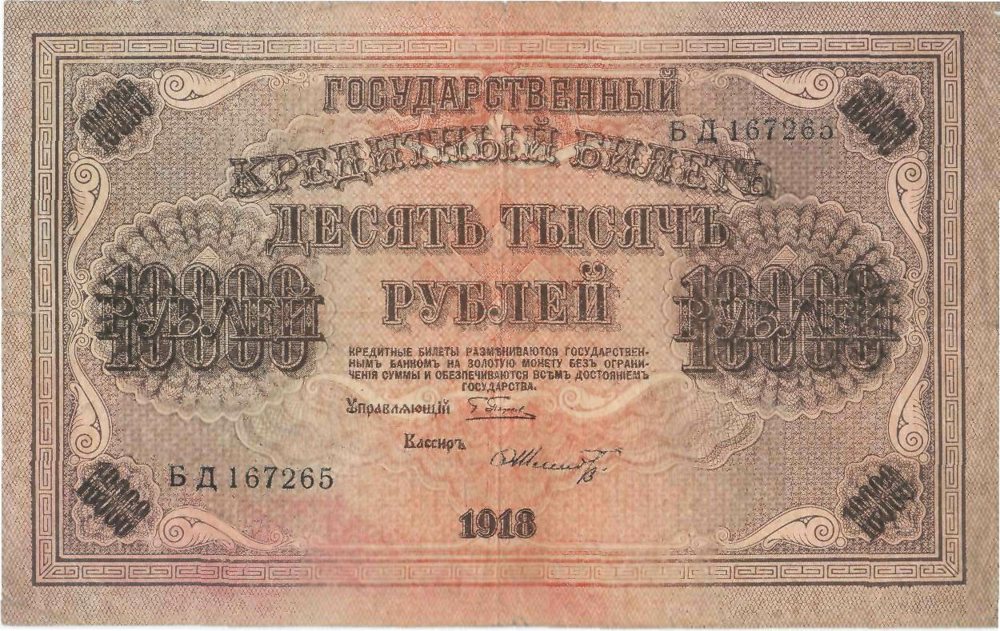 ГОСУДАРСТВЕННЫЙ
КРЕДИТНЫЙ БИЛЕТЪ
БД 167265
ДЕСЯТЬ ТЫСЯЧЪ
РУБЛЕЙ
10000
РУБЛЕЙ
10000
РУБЛЕЙ
КРЕДИТНЫЕ БИЛЕТЫ РАЗМѢНИВАЮТСЯ ГОСУДАРСТВЕН-
НЫМЪ БАНКОМЪ НА ЗОЛОТУЮ МОНЕТУ БЕЗЪ ОГРАНИ-
ЧЕНІЯ СУММЫ И ОБЕЗПЕЧИВАЮТСЯ ВСѢМЪ ДОСТОЯНІЕМЪ
ГОСУДАРСТВА.
Управляющій
Кассиръ
БД 167265
1918